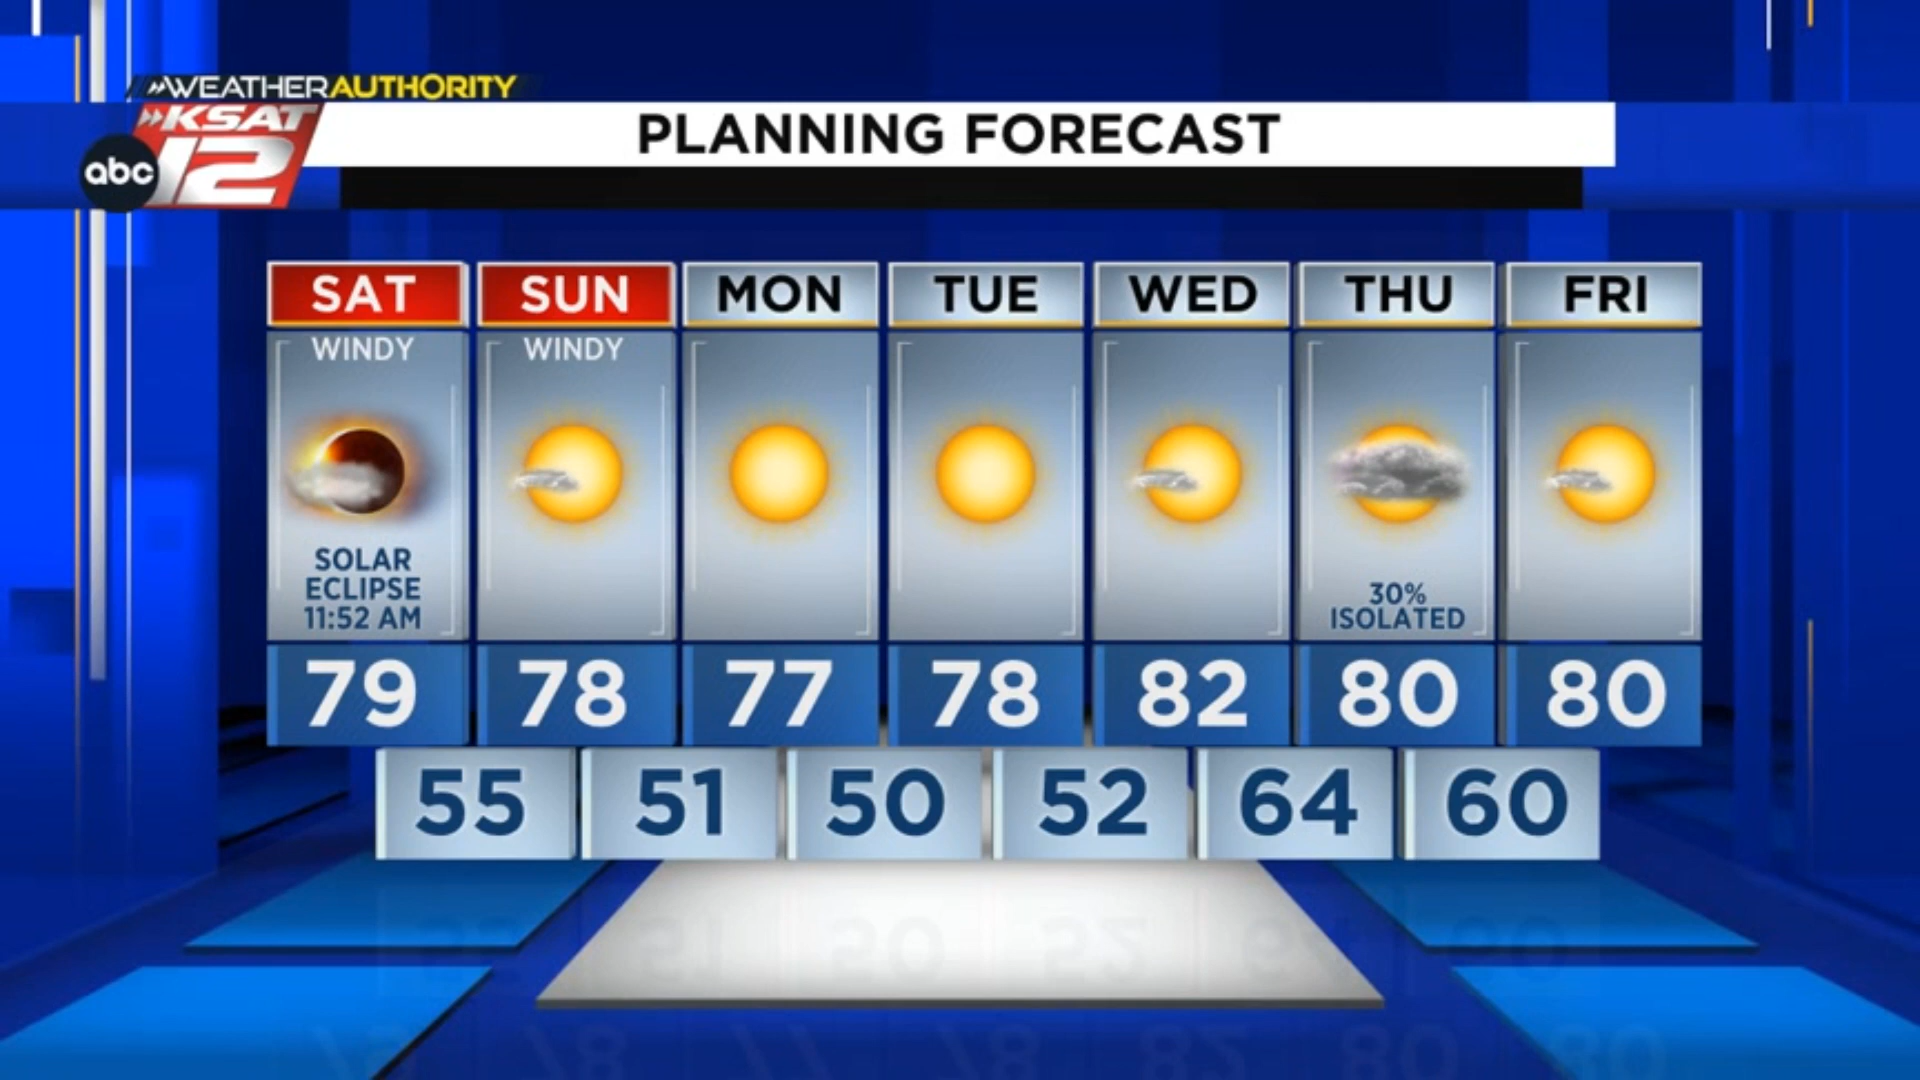 WEATHERAUTHORITY
KSAT
12
abc
PLANNING FORECAST
SAT
SUN
MON
TUE
WED
THU
FRI
WINDY
WINDY
SOLAR
ECLIPSE
11:52 AM
30%
ISOLATED
79
78
77
78
82
80
80
55
51
50
52
64
60